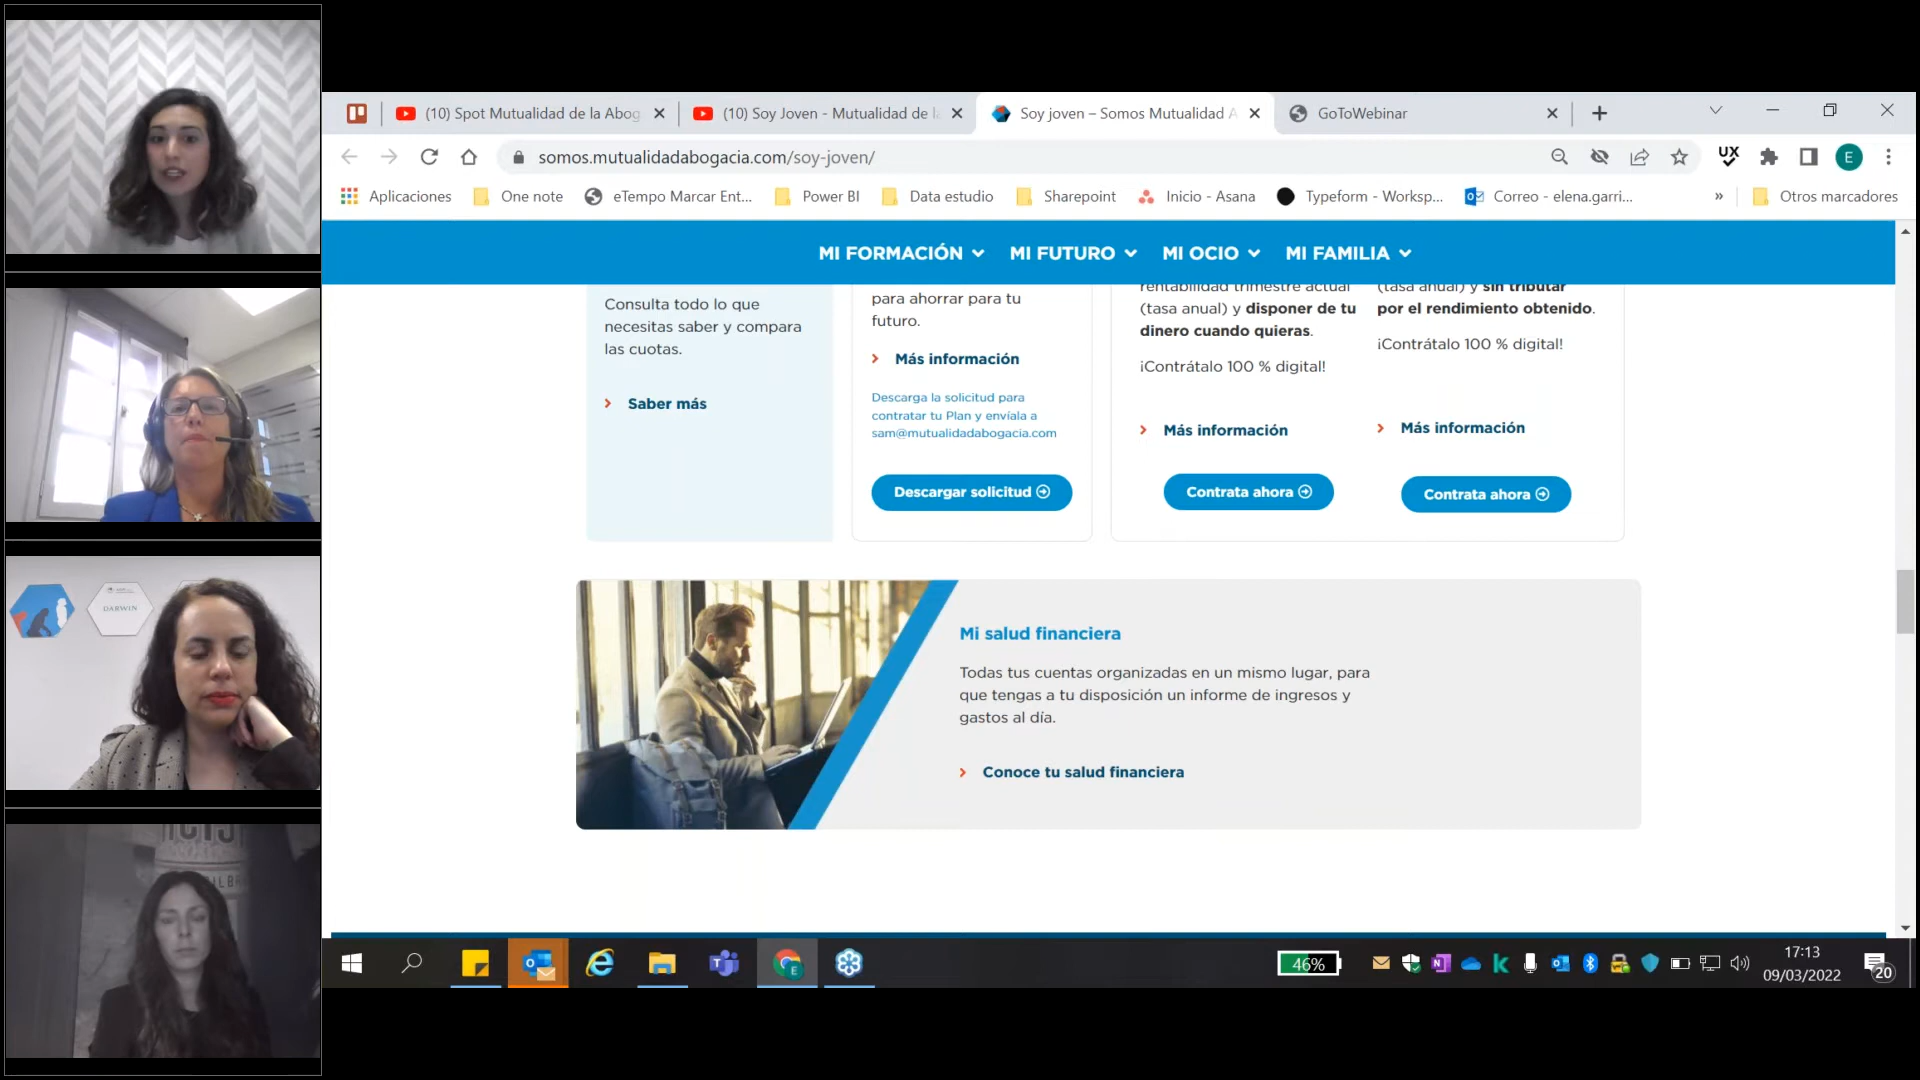 (10) Spot Mutualidad de la Abog
(10) Soy Joven - Mutualidad de la
Soy joven – Somos Mutualidad A
GoToWebinar
somos.mutualidadabogacia.com/soy-joven/
UX
E
Aplicaciones
One note
eTempo Marcar Ent...
Power BI
Data estudio
Sharepoint
Inicio - Asana
Typeform - Worksp...
Correo - elena.garri...
»
Otros marcadores
MI FORMACIÓN
MI FUTURO
MI OCIO
MI FAMILIA
Consulta todo lo que
necesitas saber y compara
las cuotas.
Saber más
para ahorrar para tu
futuro.
Más información
Descarga la solicitud para
contratar tu Plan y envíala a
sam@mutualidadabogacia.com
Descargar solicitud
rentabilidad trimestre actual
(tasa anual) y disponer de tu
dinero cuando quieras.
¡Contrátalo 100 % digital!
Más información
Contrata ahora
(tasa anual) y sin tributar
por el rendimiento obtenido.
¡Contrátalo 100 % digital!
Más información
Contrata ahora
Mi salud financiera
Todas tus cuentas organizadas en un mismo lugar, para
que tengas a tu disposición un informe de ingresos y
gastos al día.
Conoce tu salud financiera
DARWIN
46%
17:13
09/03/2022
20